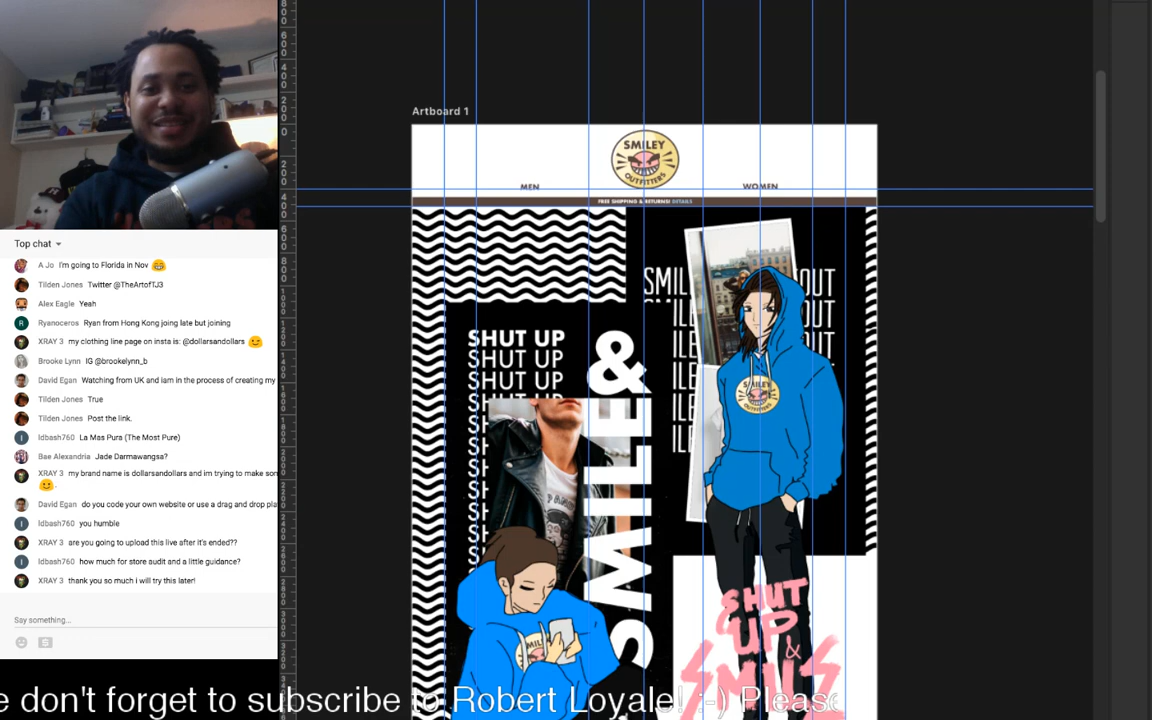 Top chat
A Jo I'm going to Florida in Nov
Tilden Jones Twitter @TheArtofTJ3
Alex Eagle Yeah
Ryanoceros Ryan from Hong Kong joing late but joining
XRAY 3 my clothing line page on insta is: @dollarsandollars
Brooke Lynn IG @brookelynn_b
David Egan Watching from UK and iam in the process of creating my
Tilden Jones True
Tilden Jones Post the link.
Idbash760 La Mas Pura (The Most Pure)
Bae Alexandria Jade Darmawangsa?
XRAY 3 my brand name is dollarsandollars and im trying to make son
David Egan do you code your own website or use a drag and drop pla
Idbash760 you humble
XRAY 3 are you going to upload this live after it's ended??
Idbash760 how much for store audit and a little guidance?
XRAY 3 thank you so much i will try this later!
Say something...
Artboard 1
SMILEY
OUTFITTERS
MEN
WOMEN
FREE SHIPPING & RETURNS! DETAILS
SHUT UP
SHUT UP
SHUT UP
SHUT UP
SMILE &
SMIL
OUT
SMILEY
OUTFITTERS
SHUT
UP &
e don't forget to subscribe to Robert Loyale! :-) Please